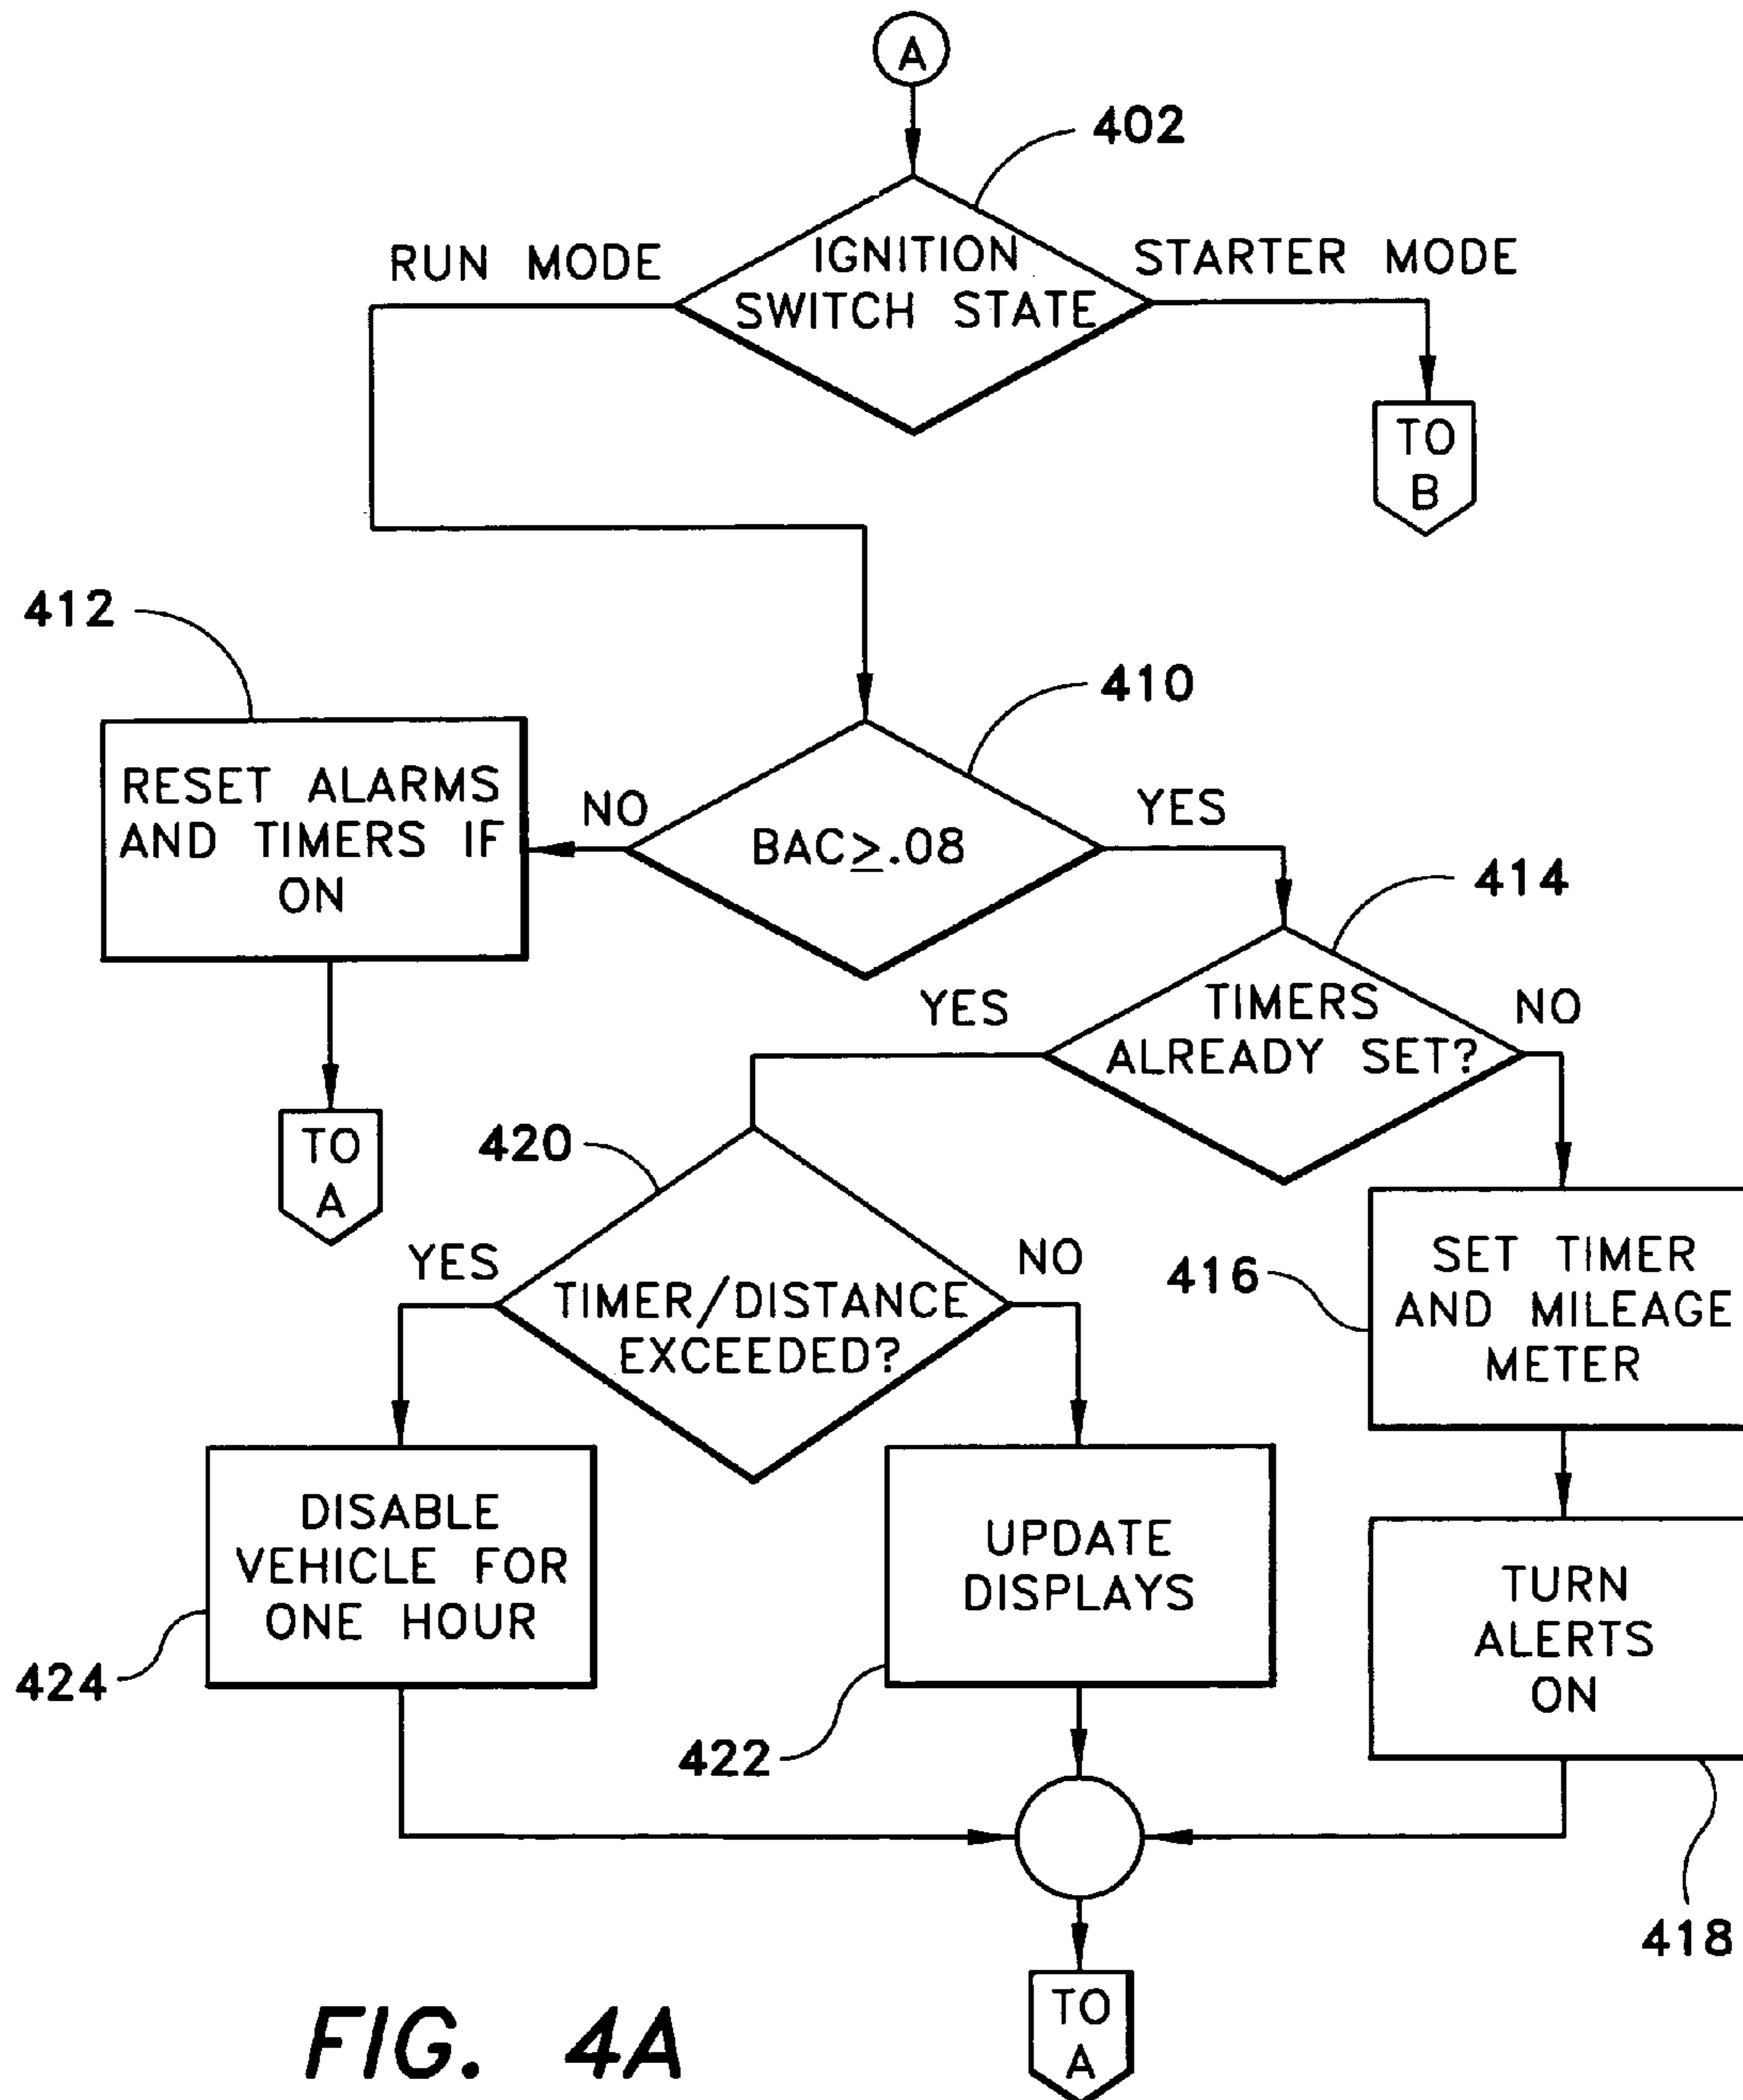 A
402
RUN MODE
IGNITION
SWITCH STATE
STARTER MODE
TO
B
412
410
RESET ALARMS
AND TIMERS IF
ON
NO
BAC≥.08
YES
414
YES
TIMERS
ALREADY SET?
NO
TO
A
420
YES
TIMER/DISTANCE
EXCEEDED?
NO
416
SET TIMER
AND MILEAGE
METER
DISABLE
VEHICLE FOR
ONE HOUR
424
UPDATE
DISPLAYS
422
TURN
ALERTS
ON
418
TO
A
FIG. 4A